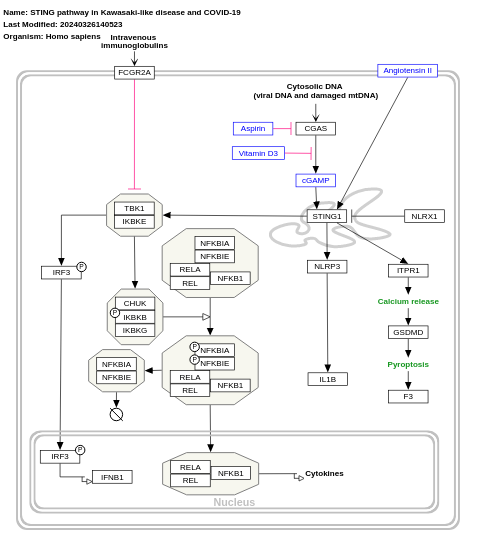 Name: STING pathway in Kawasaki-like disease and COVID-19
Last Modified: 20240326140523
Organism: Homo sapiens
Intravenous
immunoglobulins
FCGR2A
Angiotensin II
Cytosolic DNA
(viral DNA and damaged mtDNA)
Aspirin
CGAS
Vitamin D3
cGAMP
TBK1
IKBKE
STING1
NLRX1
NFKBIA
NFKBIE
RELA
NFKB1
REL
IRF3
P
NLRP3
ITPR1
Calcium release
CHUK
P
IKBKB
IKBKG
GSDMD
P
NFKBIA
P
NFKBIE
RELA
NFKB1
REL
NFKBIA
NFKBIE
Pyroptosis
IL1B
F3
IRF3
P
IFNB1
RELA
NFKB1
REL
Cytokines
Nucleus